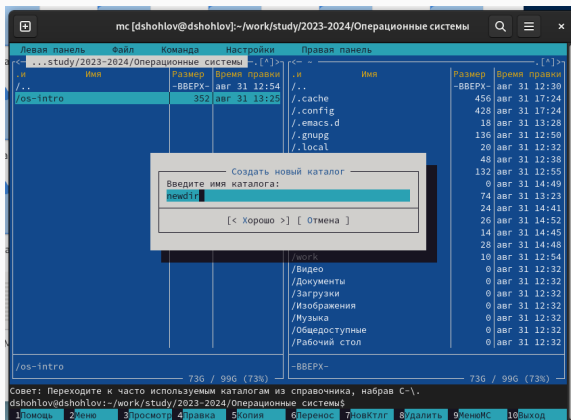 mc [dshohlov@dshohlov]:~/work/study/2023-2024/Операционные системы
Левая панель Файл Команда Настройки Правая панель
...study/2023-2024/Операционные системы .[^]> <- ~ .[^]>
.и Имя Размер Время правки .и Имя Размер Время правки
/.. -ВВЕРХ- авг 31 12:54 /.. -ВВЕРХ- авг 31 12:30
/os-intro 352 авг 31 13:25 /.cache 456 авг 31 17:24
/.config 428 авг 31 17:24
/.emacs.d 18 авг 31 13:28
/.gnupg 136 авг 31 12:50
/.local 20 авг 31 12:32
48 авг 31 12:38
Создать новый каталог 132 авг 31 12:55
Введите имя каталога: 0 авг 31 14:49
newdir 74 авг 31 13:23
24 авг 31 14:41
[< Хорошо >] [ Отмена ] 26 авг 31 14:52
14 авг 31 14:45
28 авг 31 14:48
/work 10 авг 31 12:54
/Видео 0 авг 31 12:32
/Документы 0 авг 31 12:32
/Загрузки 0 авг 31 12:32
/Изображения 0 авг 31 12:32
/Музыка 0 авг 31 12:32
/Общедоступные 0 авг 31 12:32
/Рабочий стол 0 авг 31 12:32
/os-intro -ВВЕРХ-
73G / 99G (73%) 73G / 99G (73%)
Совет: Переходите к часто используемым каталогам из справочника, набрав C-\.
dshohlov@dshohlov:~/work/study/2023-2024/Операционные системы$
1Помощь 2Меню 3Просмотр 4Правка 5Копия 6Перенос 7НовКтлг 8Удалить 9МенюМС 10Выход